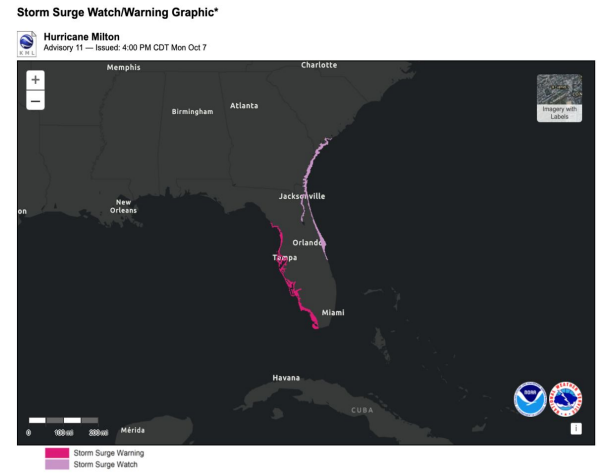 Storm Surge Watch/Warning Graphic*
KML
Hurricane Milton
Advisory 11 — Issued: 4:00 PM CDT Mon Oct 7
+
−
Memphis
Charlotte
Imagery with
Labels
Birmingham
Atlanta
New
Orleans
on
Jacksonville
Orlando
Tampa
Miami
Havana
CUBA
Mérida
NOAA
i
0 100 mi 200 mi
Storm Surge Warning
Storm Surge Watch